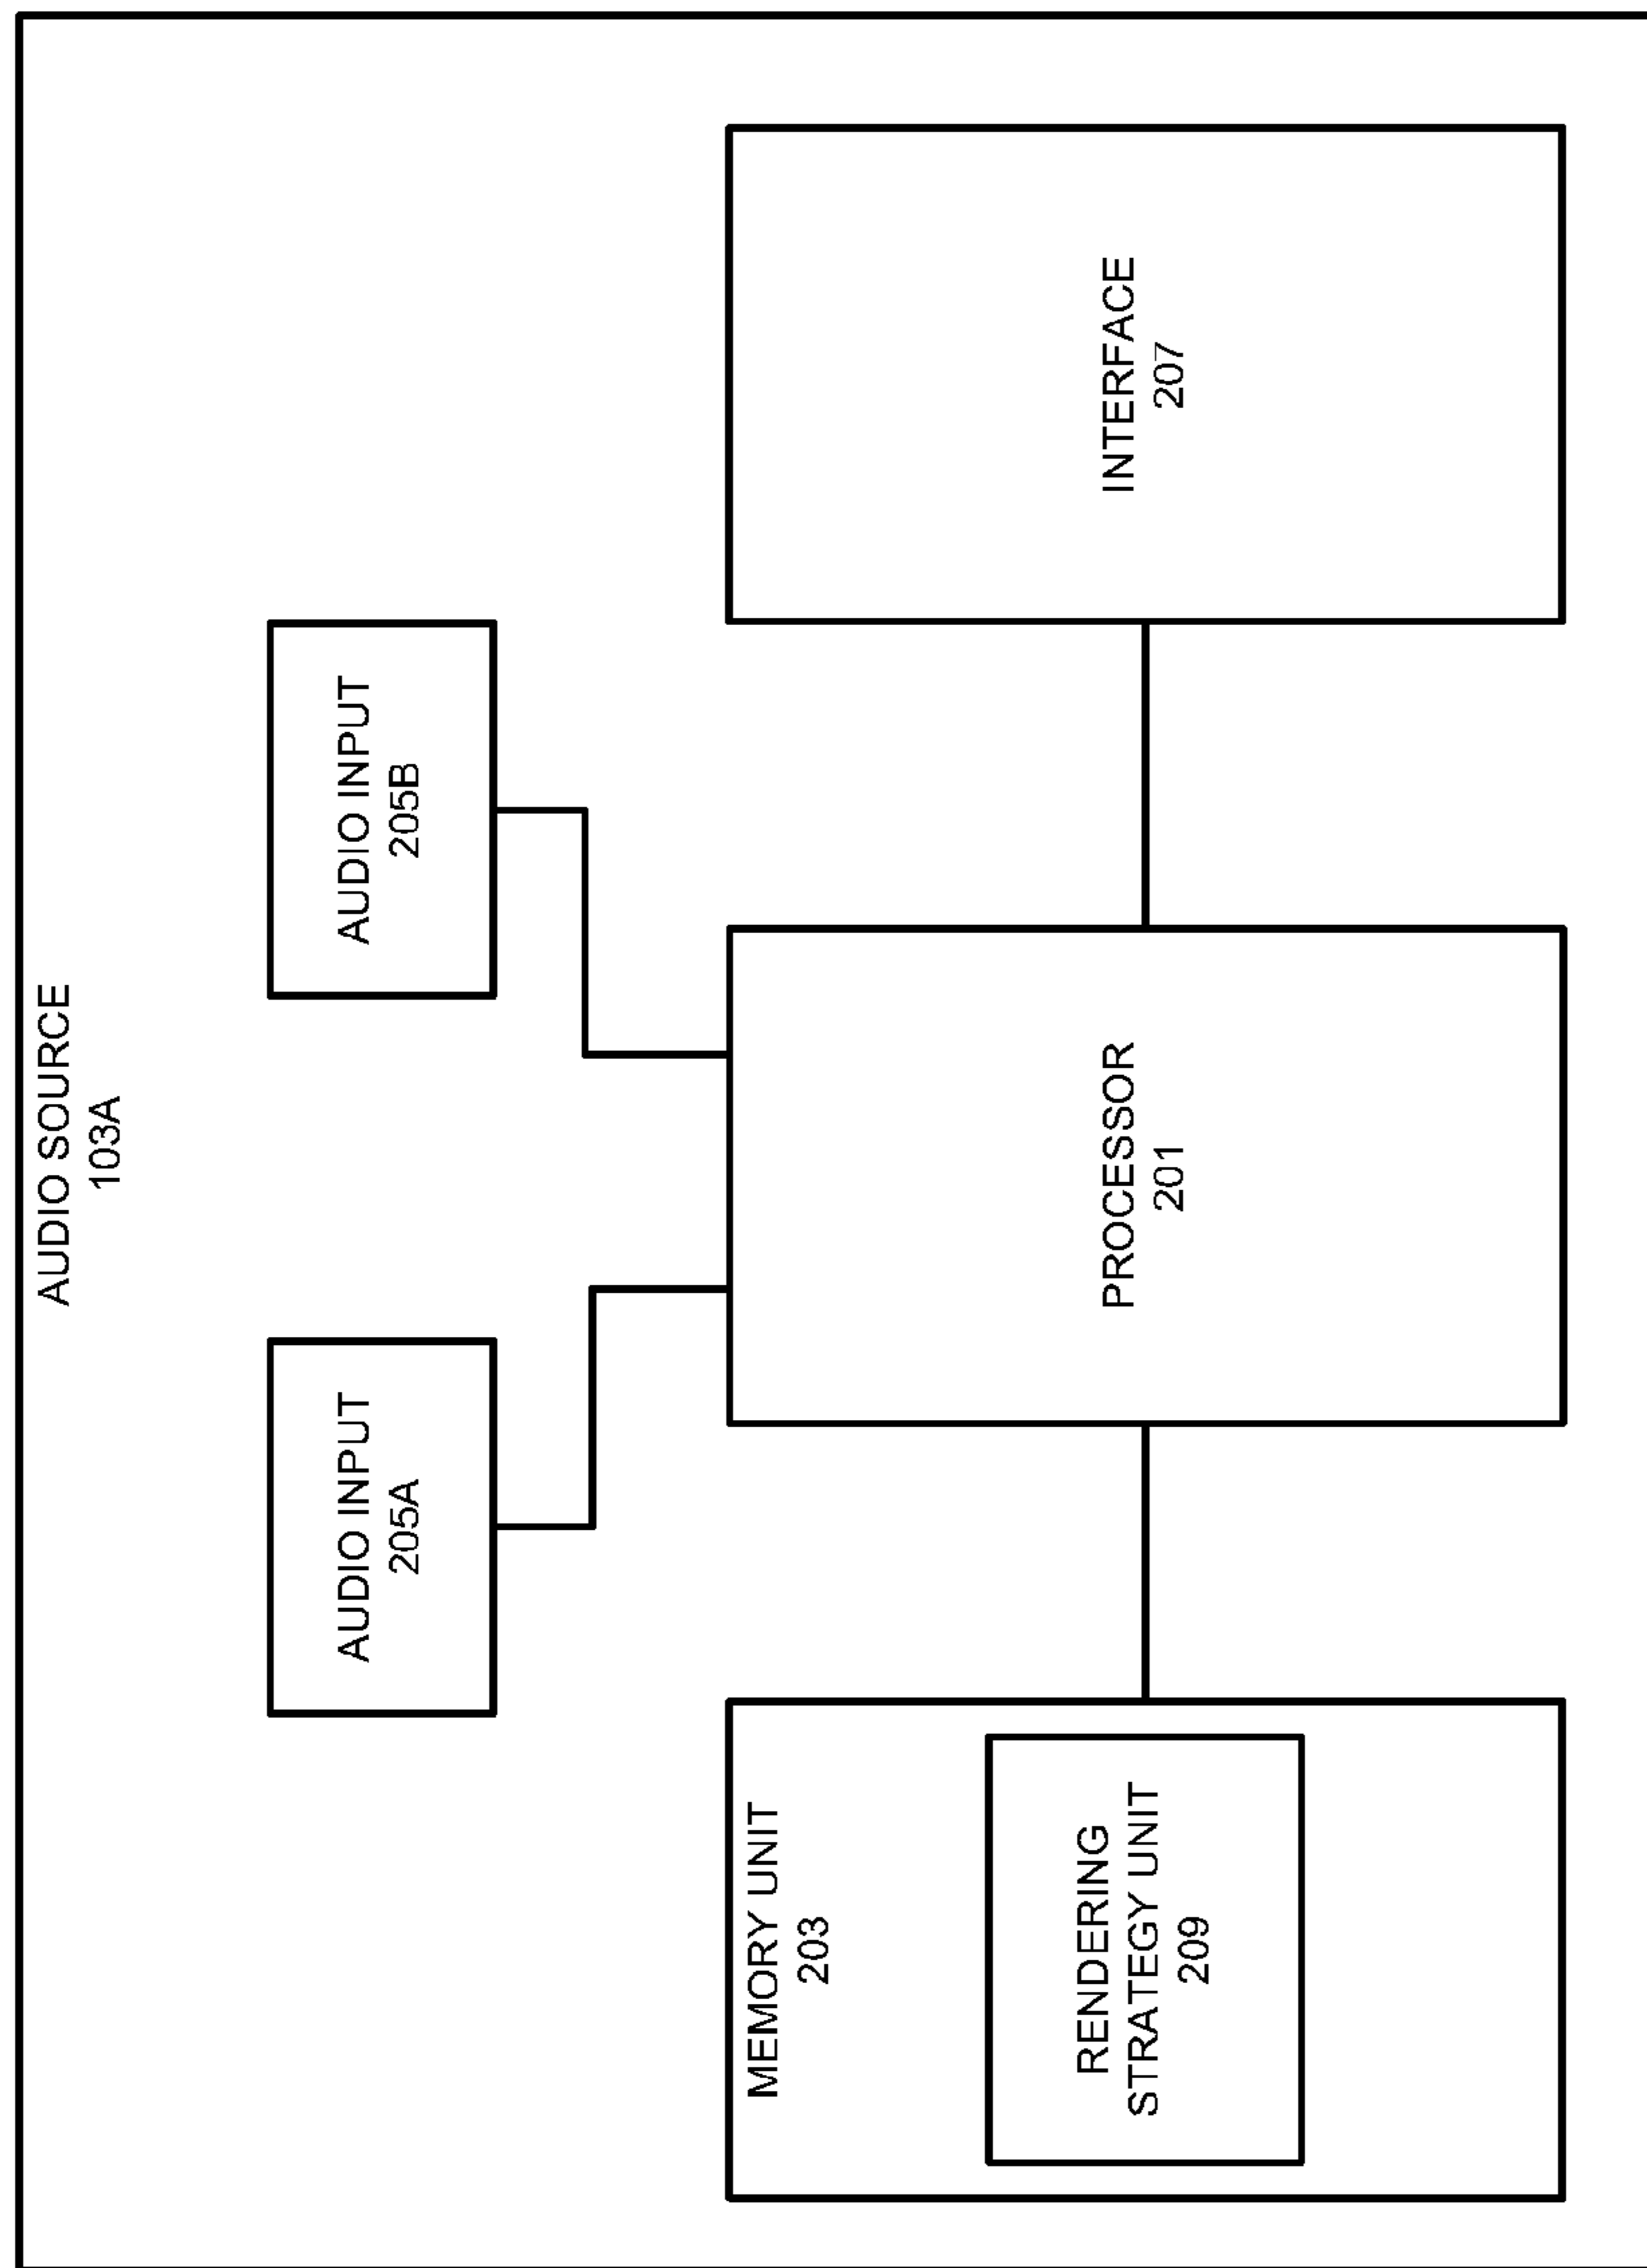 AUDIO SOURCE
103A
AUDIO INPUT
205A
AUDIO INPUT
205B
MEMORY UNIT
203
RENDERING
STRATEGY UNIT
209
PROCESSOR
201
INTERFACE
207